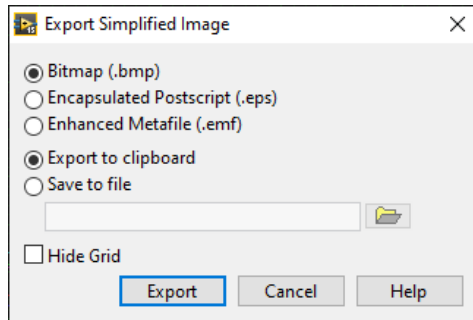 Export Simplified Image
Bitmap (.bmp)
Encapsulated Postscript (.eps)
Enhanced Metafile (.emf)
Export to clipboard
Save to file
Hide Grid
Export Cancel Help